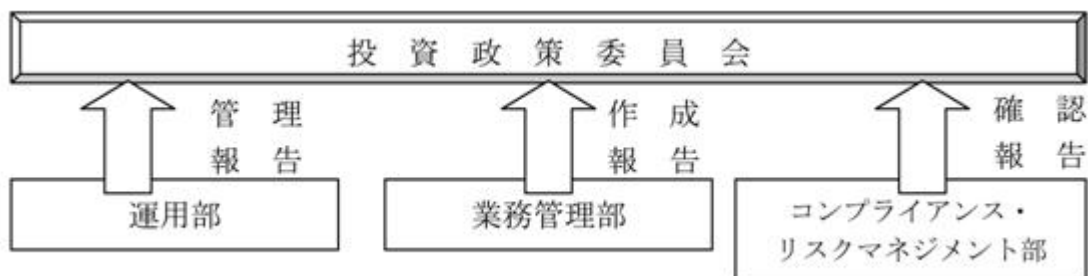 投資政策委員会
管理
報告
作成
報告
確認
報告
運用部
業務管理部
コンプライアンス・
リスクマネジメント部